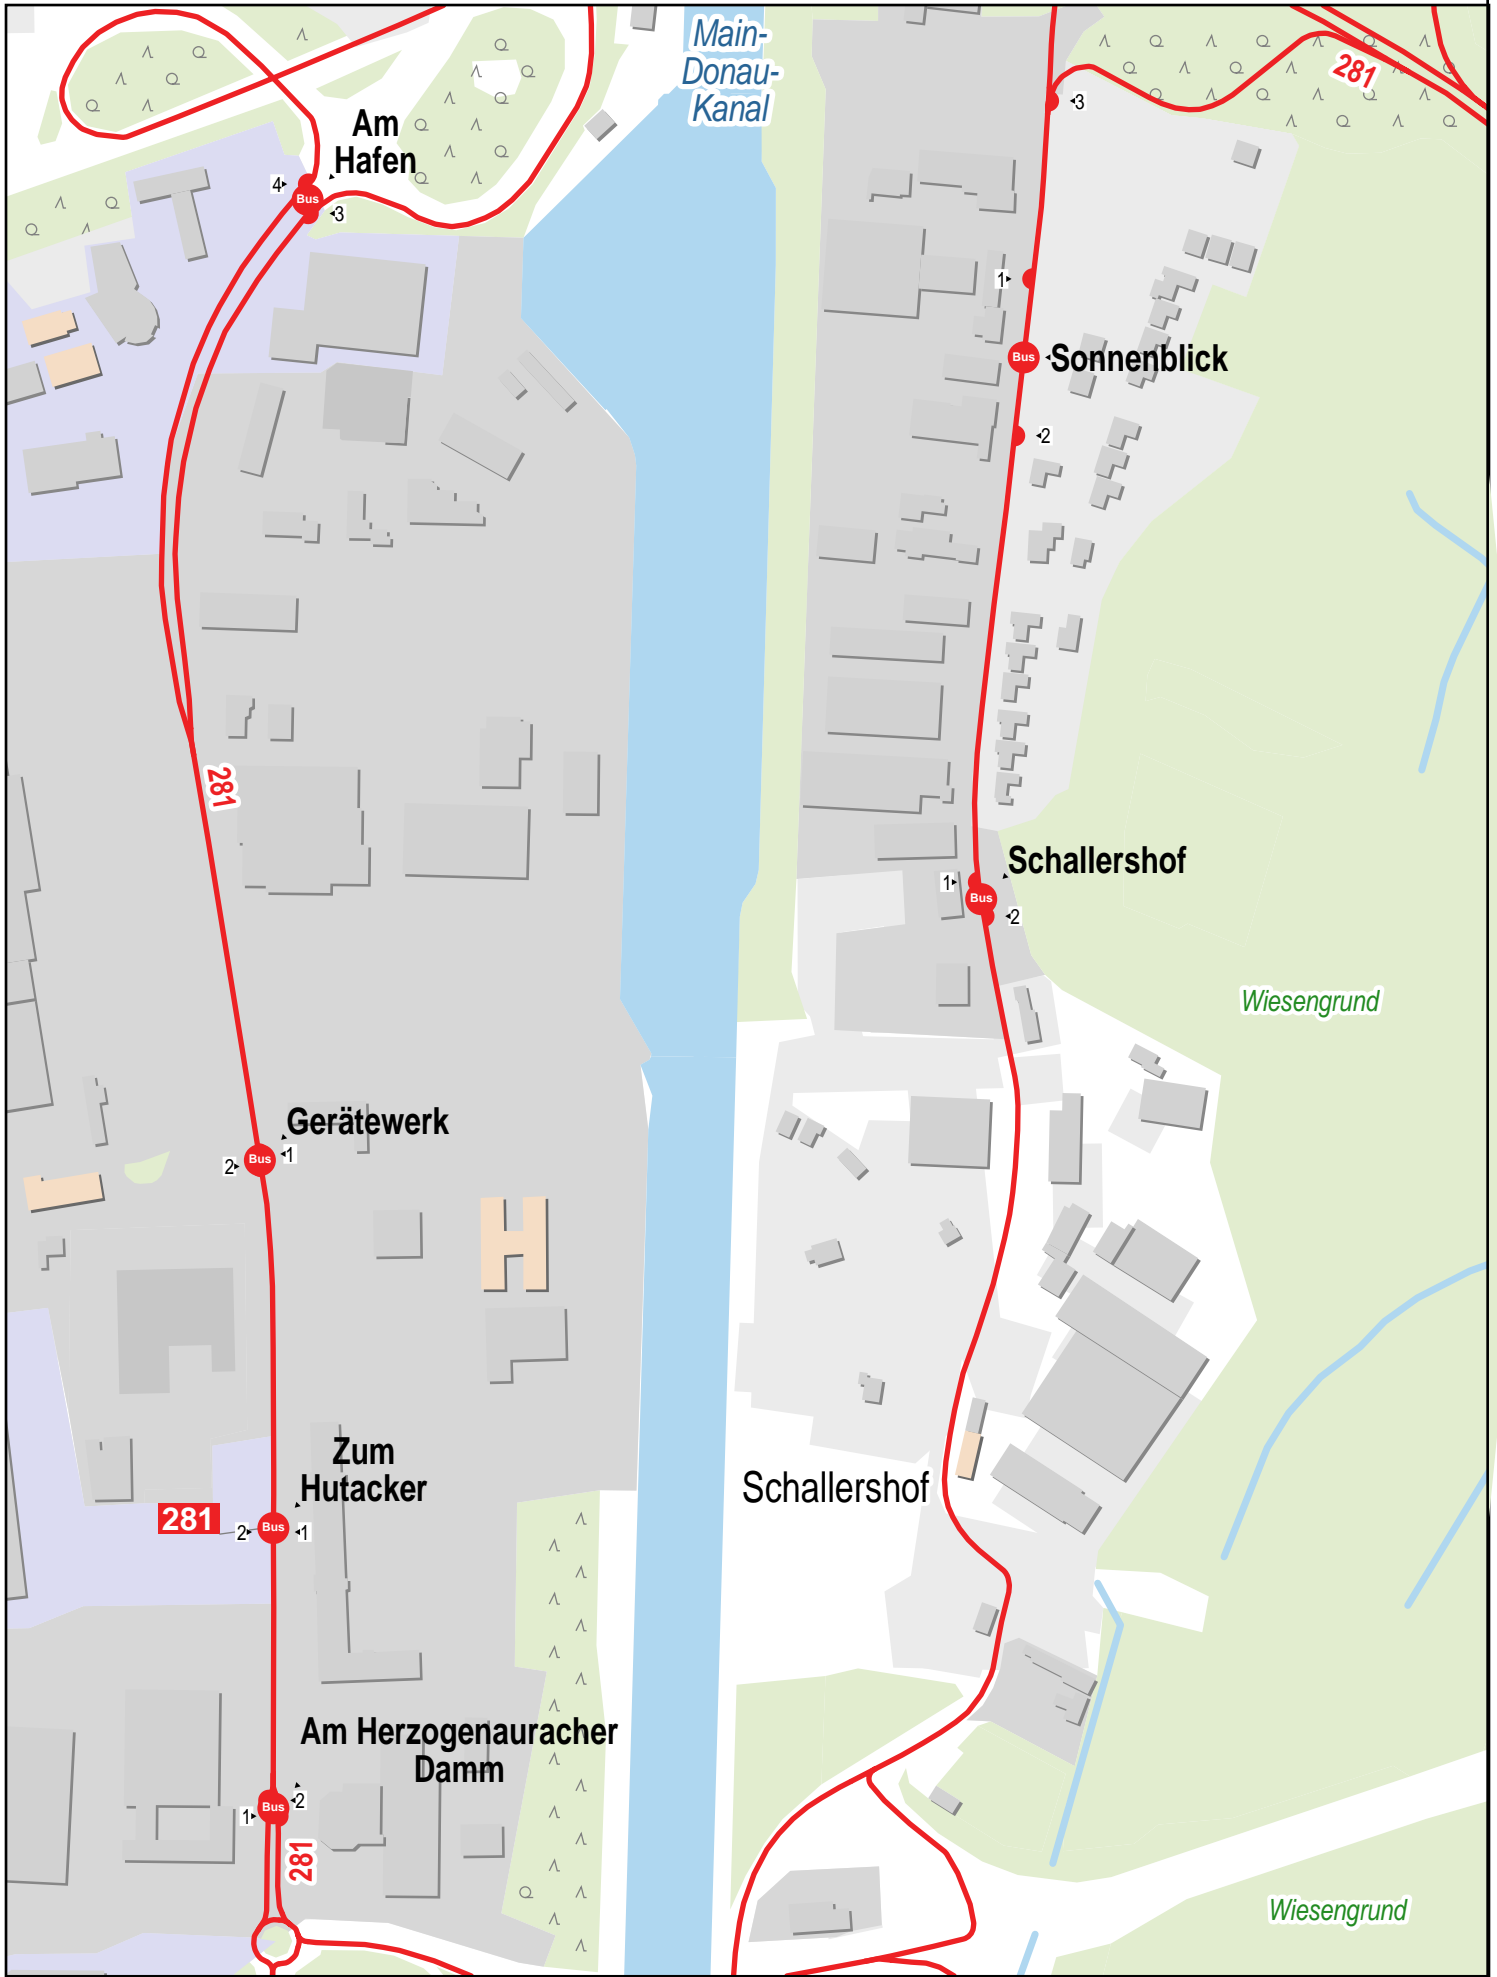 Main-
Donau-
Kanal
281
3
Am
Hafen
4
Bus
3
1
Bus
Sonnenblick
2
281
Schallershof
1
Bus
2
Wiesengrund
Gerätewerk
2
Bus
1
Zum
Hutacker
Schallershof
281
2
Bus
1
Am Herzogenauracher
Damm
2
1
Bus
281
Wiesengrund